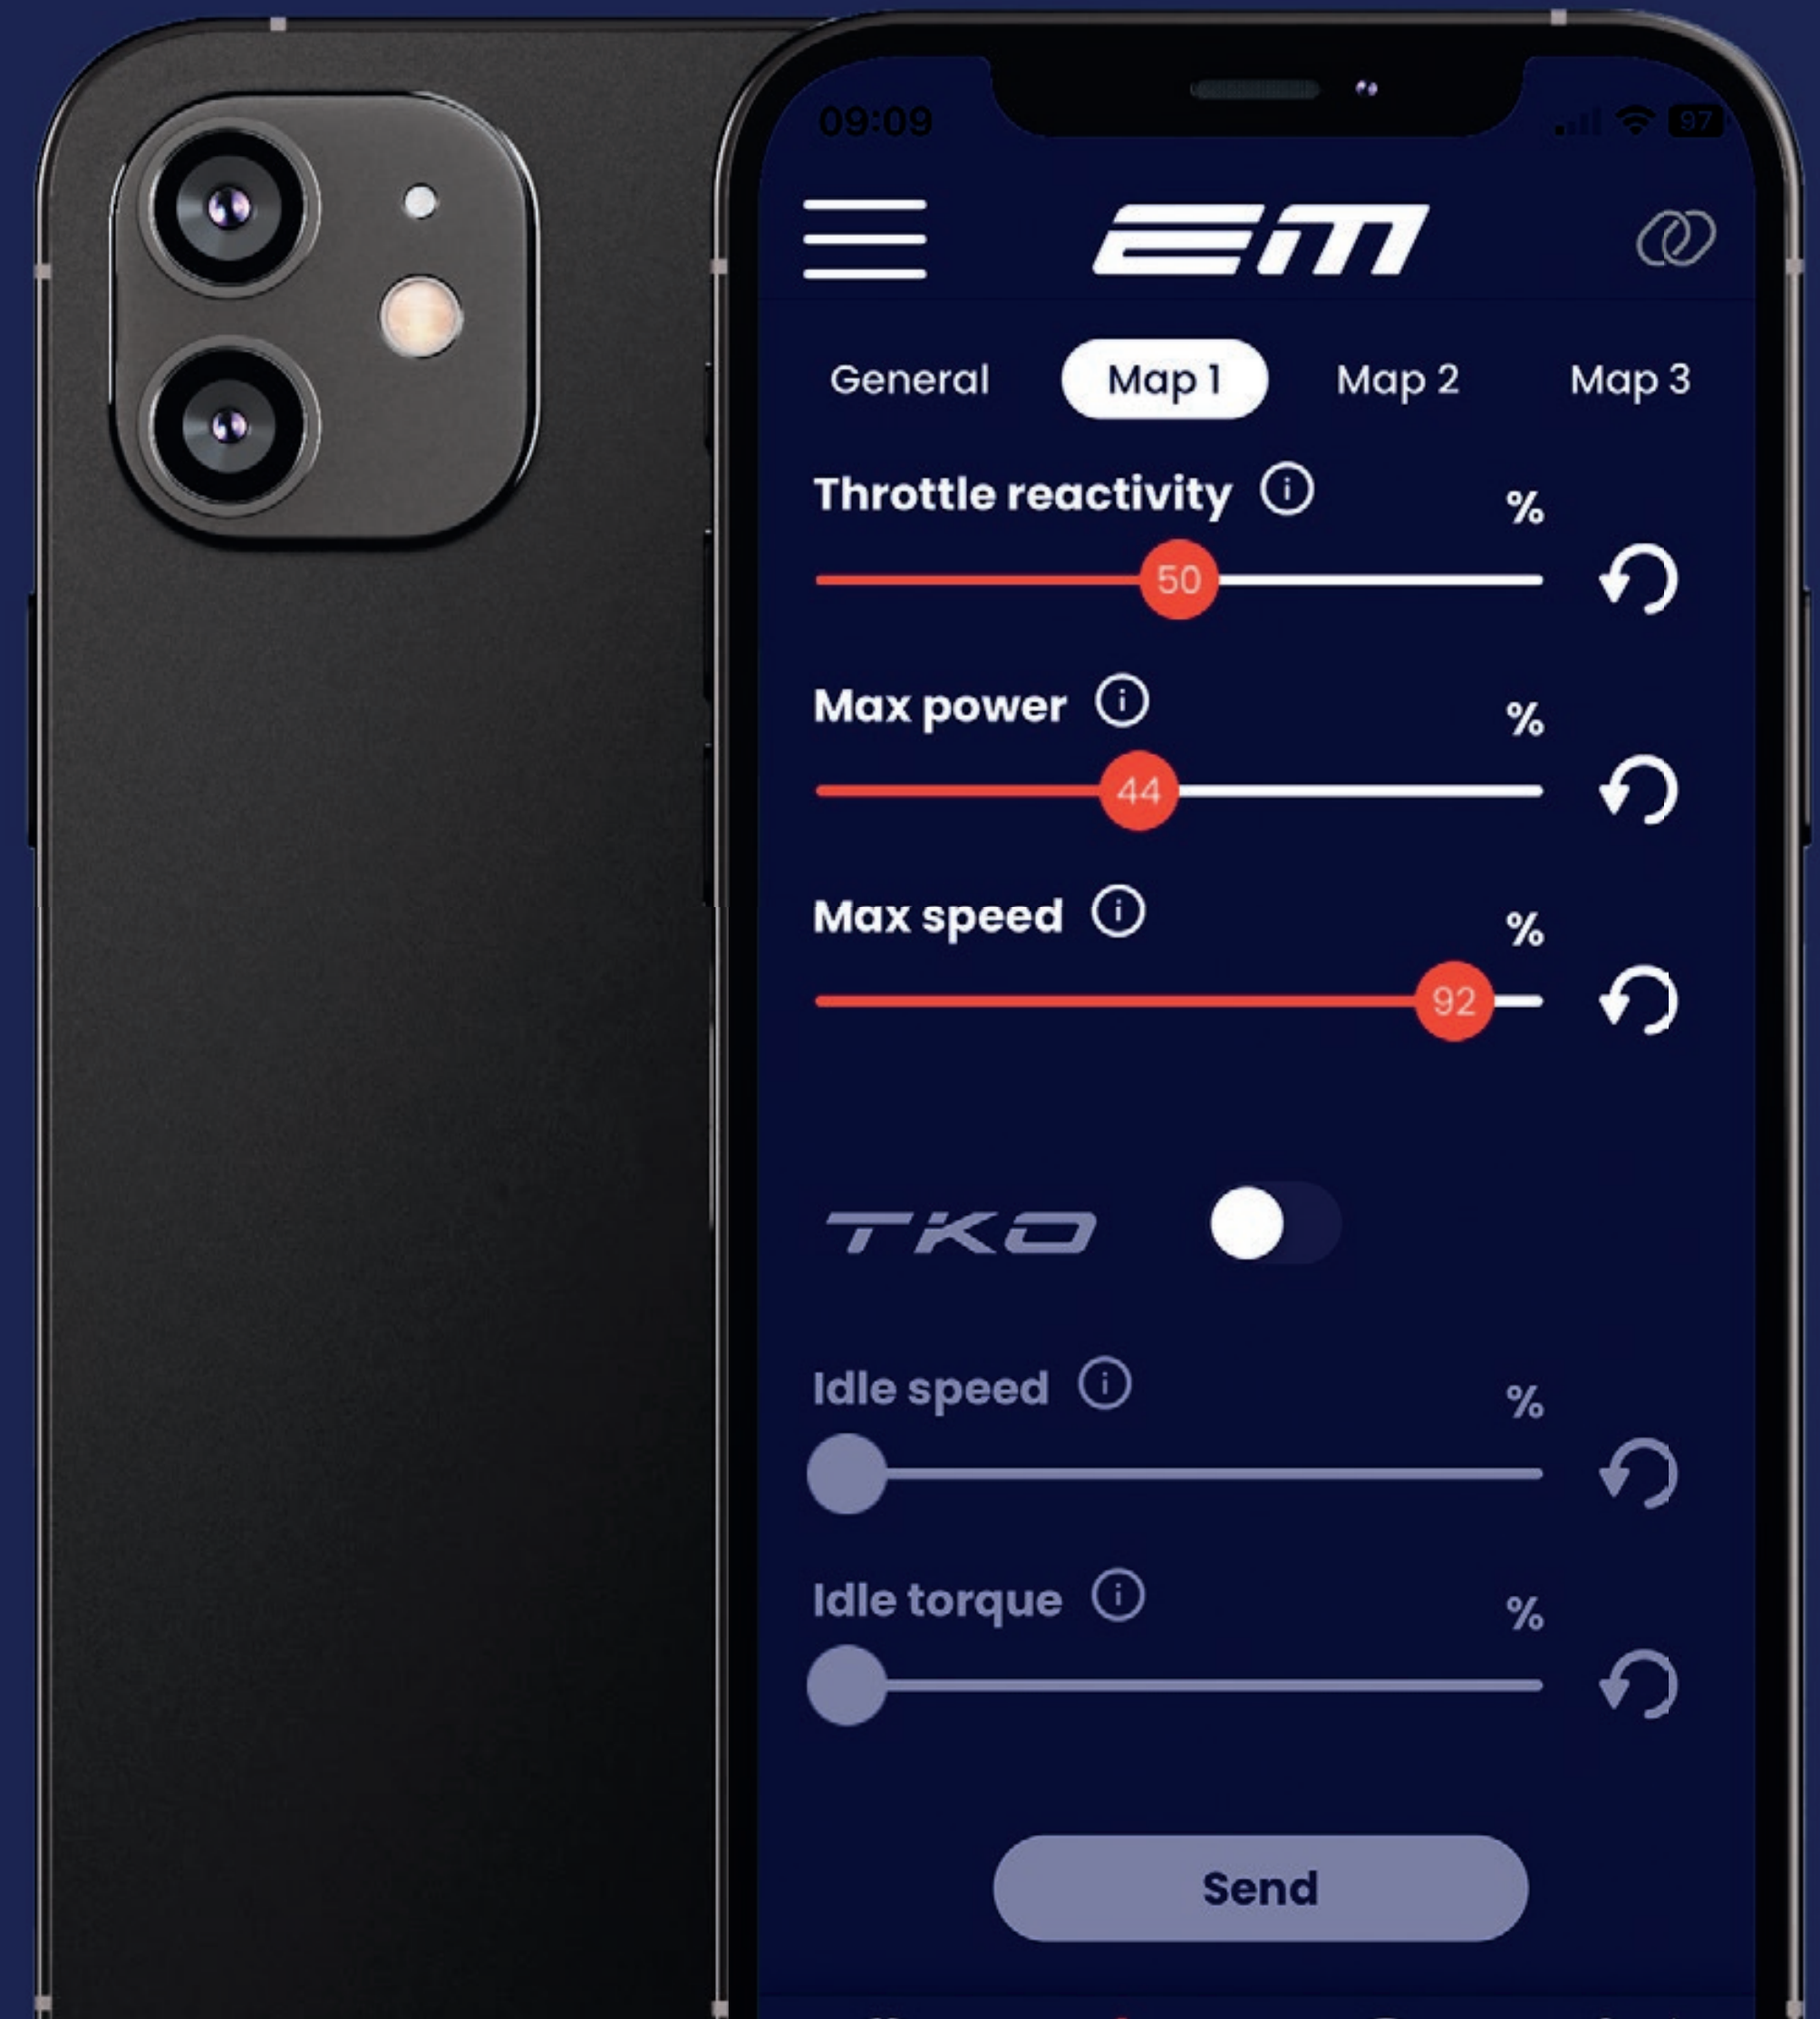 09:09 97
EM
General Map 1 Map 2 Map 3
Throttle reactivity i %
50
Max power i %
44
Max speed i %
92
TKO
Idle speed i %
Idle torque i %
Send